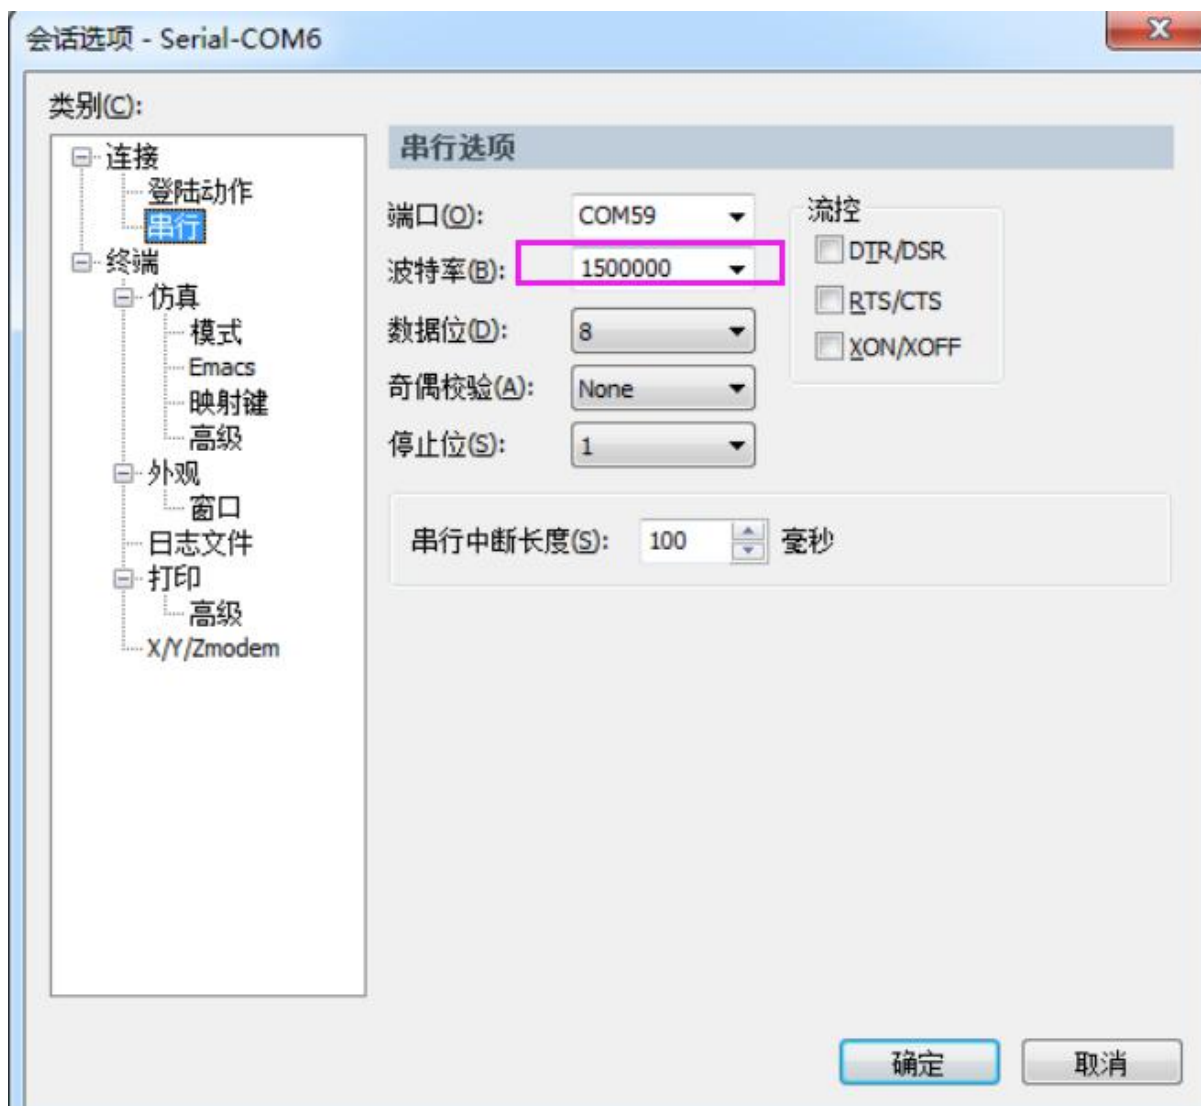 会话选项 - Serial-COM6
类别(C):
连接
登陆动作
串行
终端
仿真
模式
Emacs
映射键
高级
外观
窗口
日志文件
打印
高级
X/Y/Zmodem
串行选项
端口(O): COM59
波特率(B): 1500000
数据位(D): 8
奇偶校验(A): None
停止位(S): 1
流控
DTR/DSR
RTS/CTS
XON/XOFF
串行中断长度(S): 100 毫秒
确定 取消